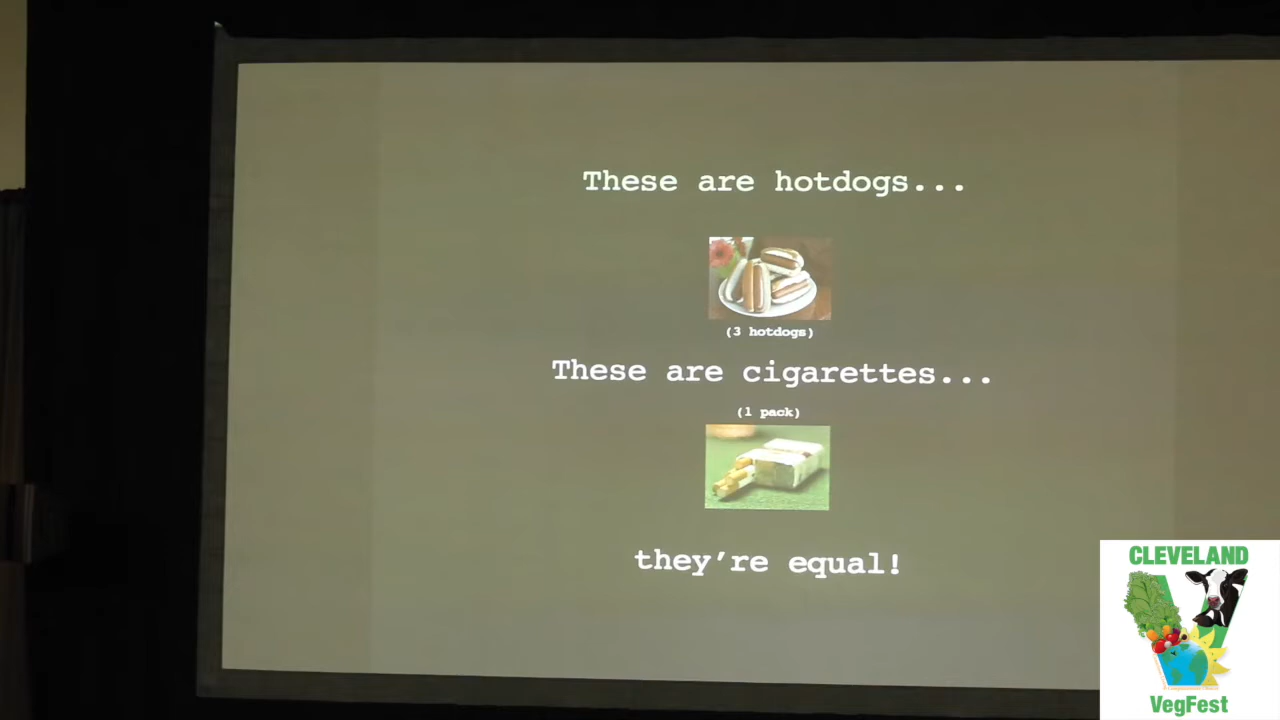 These are hotdogs...
(3 hotdogs)
These are cigarettes...
(1 pack)
they're equal!
CLEVELAND
VegFest